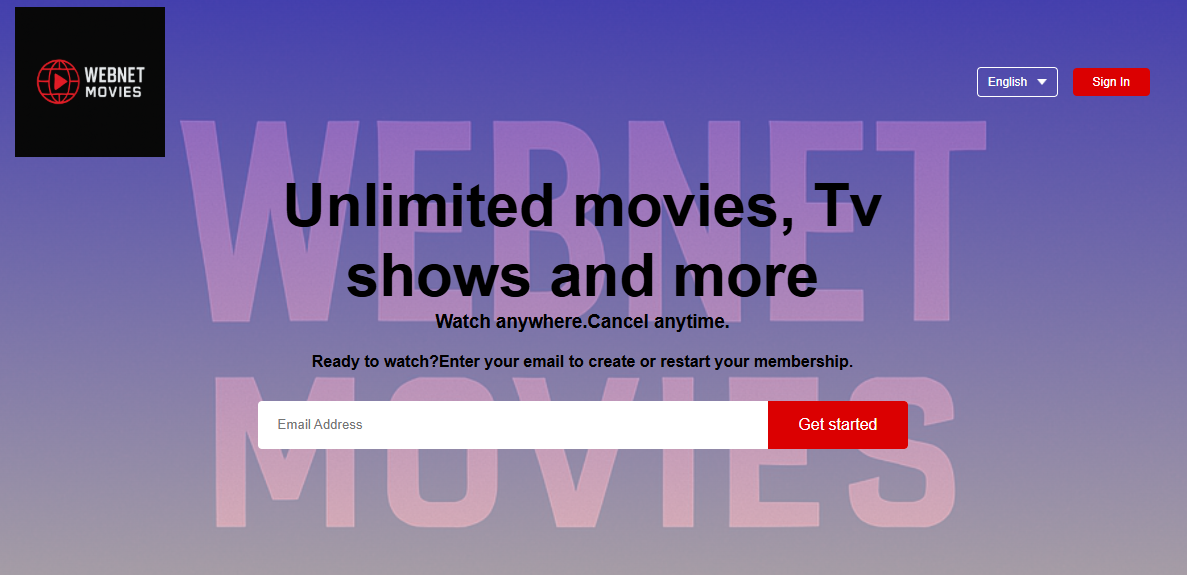 WEBNET
MOVIES
English
Sign In
WEBNET
Unlimited movies, Tv
shows and more
Watch anywhere.Cancel anytime.
Ready to watch?Enter your email to create or restart your membership.
MOVIES
Email Address
Get started